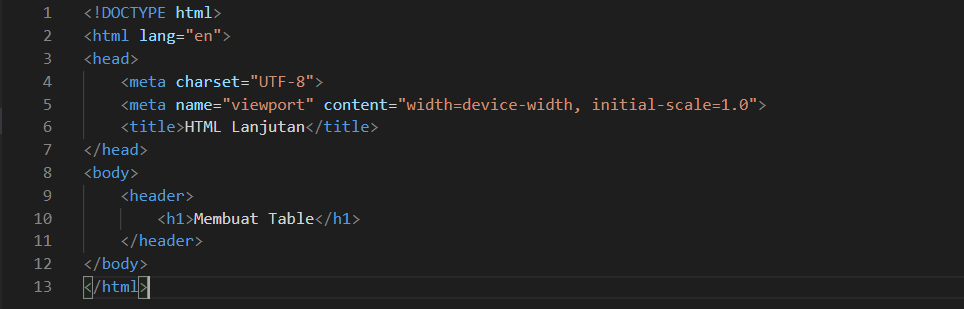 1 <!DOCTYPE html>
2 <html lang="en">
3 <head>
4     <meta charset="UTF-8">
5     <meta name="viewport" content="width=device-width, initial-scale=1.0">
6     <title>HTML Lanjutan</title>
7 </head>
8 <body>
9     <header>
10         <h1>Membuat Table</h1>
11     </header>
12 </body>
13 </html>